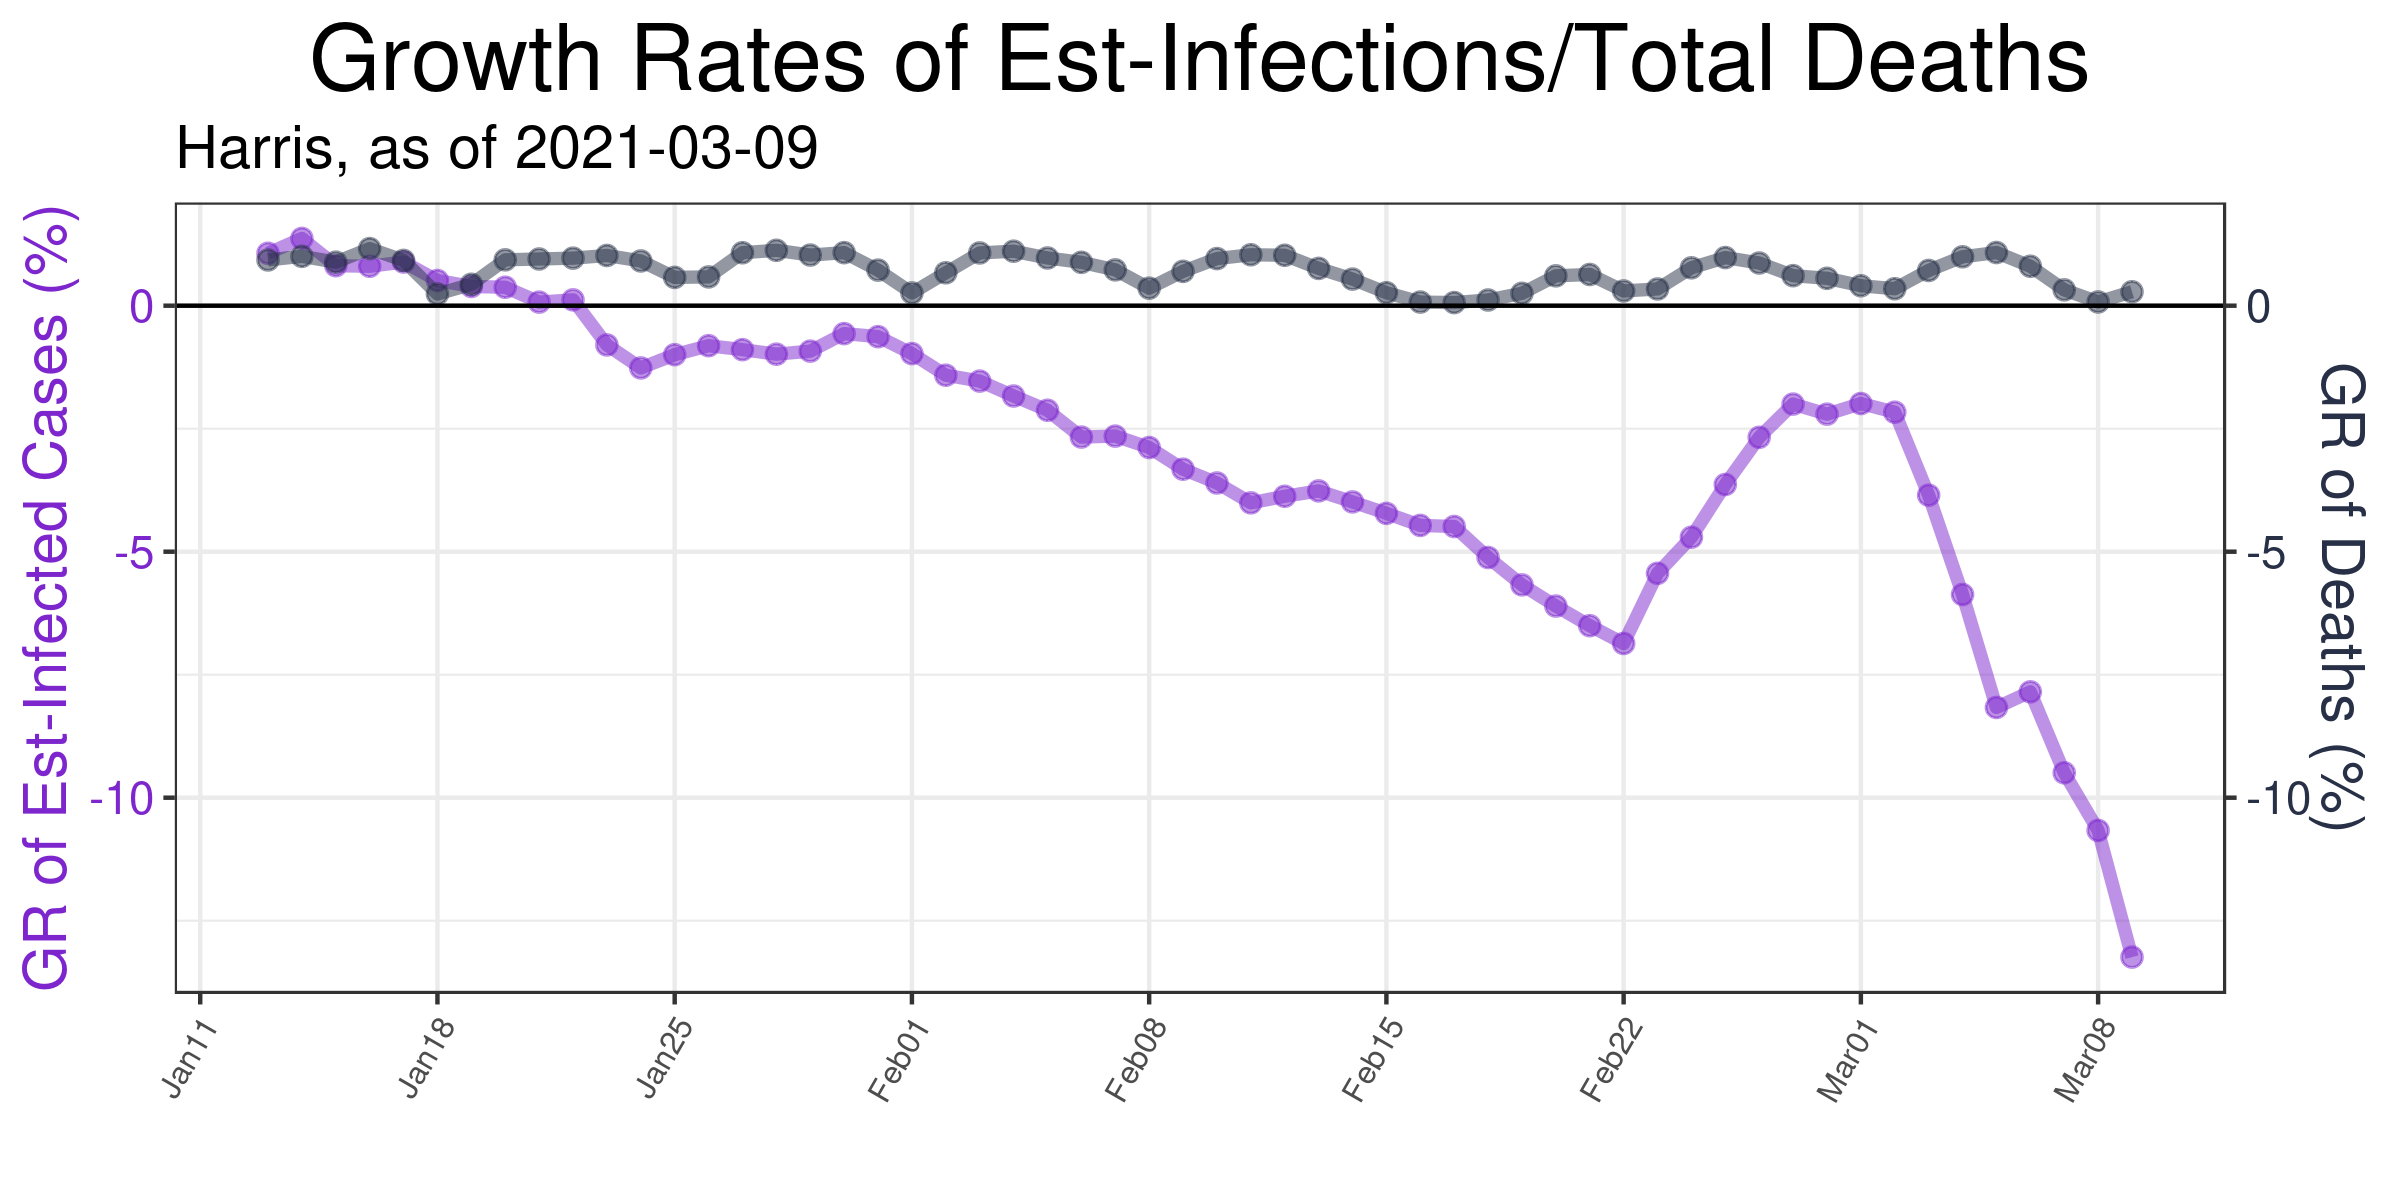 Growth Rates of Est-Infections/Total Deaths
Harris, as of 2021-03-09
GR of Est-Infected Cases (%)
0
-5
-10
0
-5
-10
GR of Deaths (%)
Jan11
Jan18
Jan25
Feb01
Feb08
Feb15
Feb22
Mar01
Mar08